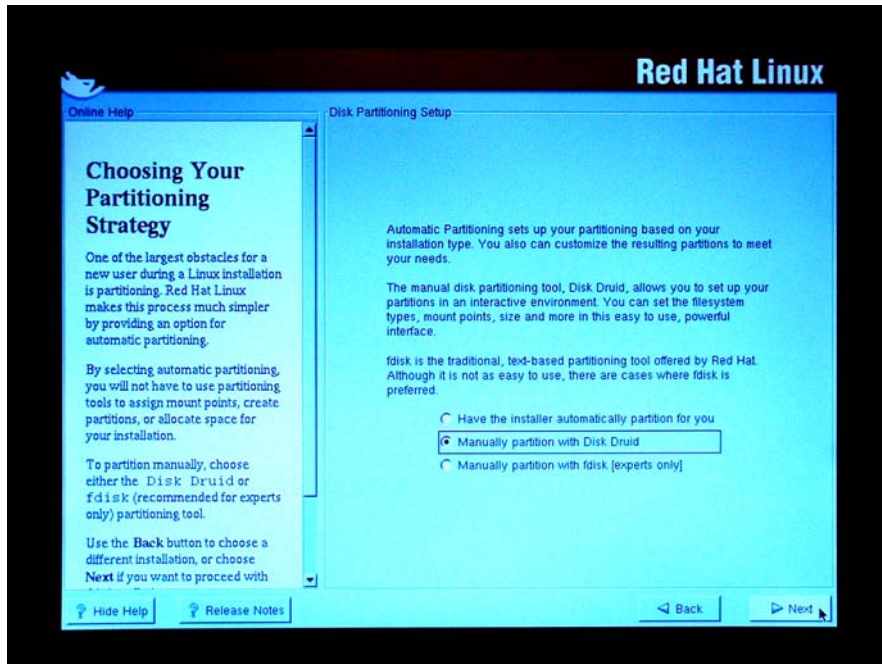 Red Hat Linux
Online Help
Choosing Your
Partitioning
Strategy
One of the largest obstacles for a
new user during a Linux installation
is partitioning. Red Hat Linux
makes this process much simpler
by providing an option for
automatic partitioning.
By selecting automatic partitioning,
you will not have to use partitioning
tools to assign mount points, create
partitions, or allocate space for
your installation.
To partition manually, choose
either the Disk Druid or
fdisk (recommended for experts
only) partitioning tool.
Use the Back button to choose a
different installation, or choose
Next if you want to proceed with
Disk Partitioning Setup
Automatic Partitioning sets up your partitioning based on your
installation type. You also can customize the resulting partitions to meet
your needs.
The manual disk partitioning tool, Disk Druid, allows you to set up your
partitions in an interactive environment. You can set the filesystem
types, mount points, size and more in this easy to use, powerful
interface.
fdisk is the traditional, text-based partitioning tool offered by Red Hat.
Although it is not as easy to use, there are cases where fdisk is
preferred.
Have the installer automatically partition for you
Manually partition with Disk Druid
Manually partition with fdisk [experts only]
Hide Help
Release Notes
Back
Next